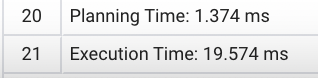 20 Planning Time: 1.374 ms
21 Execution Time: 19.574 ms